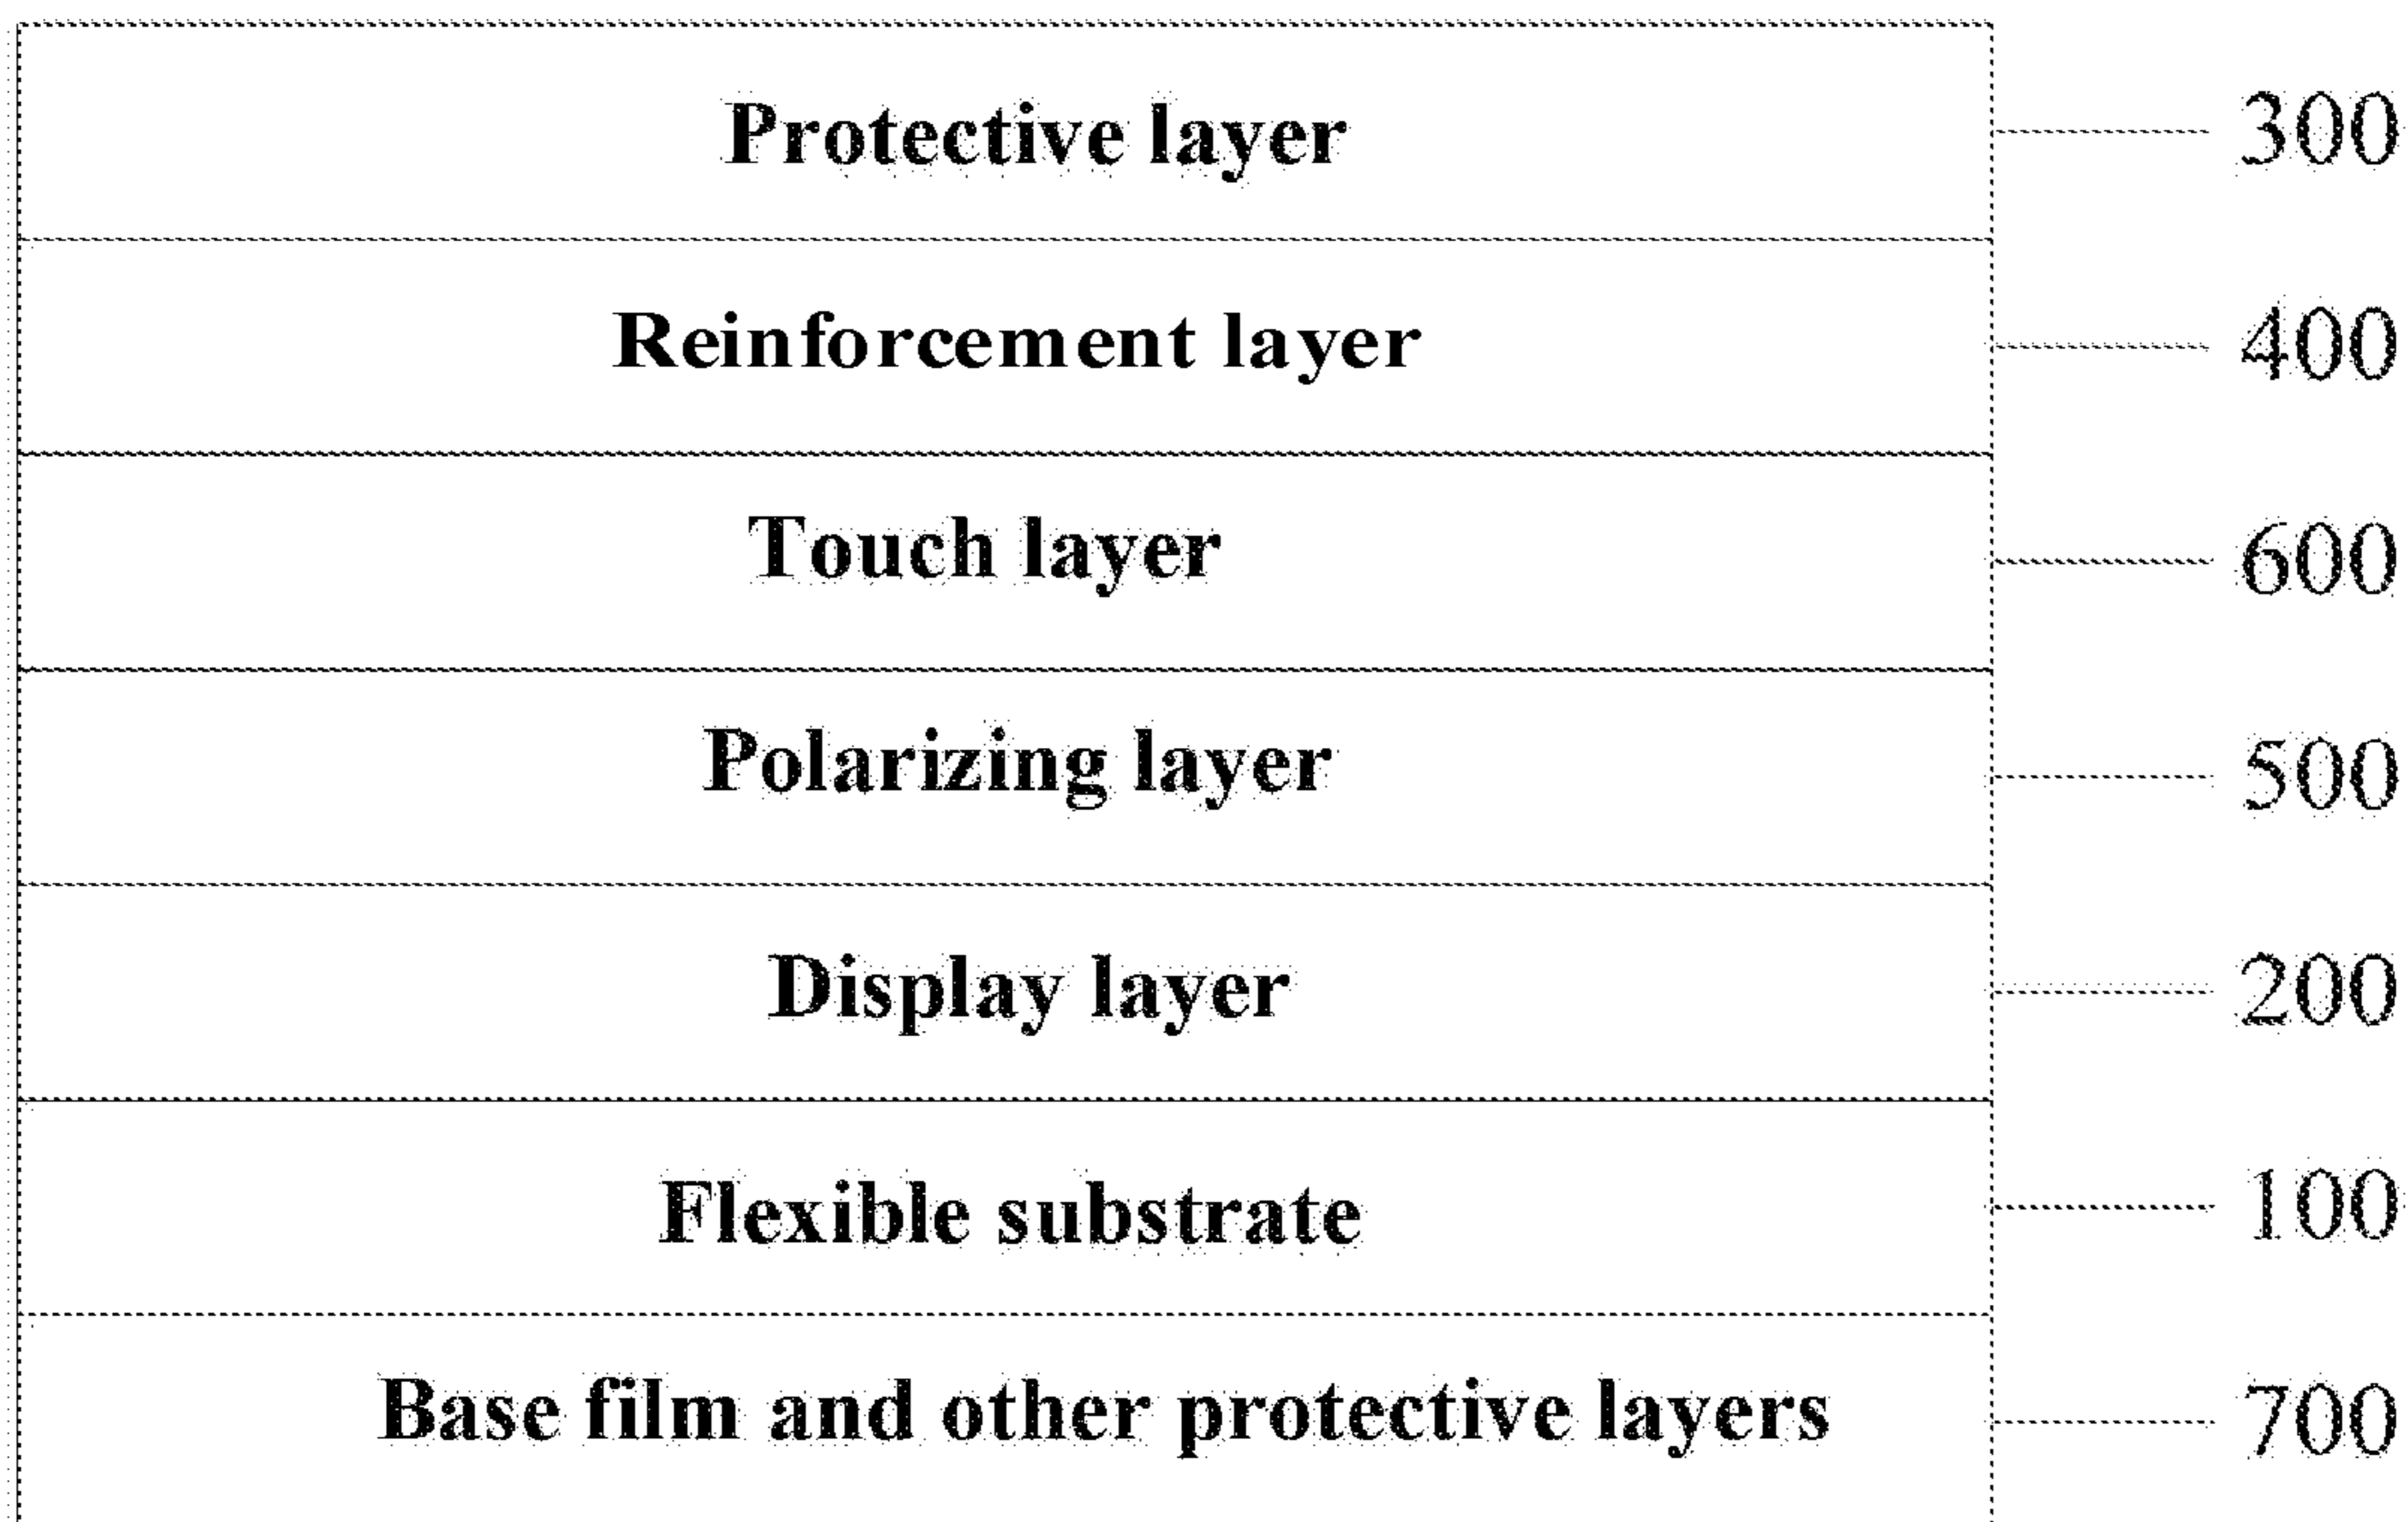 Protective layer 300
Reinforcement layer 400
Touch layer 600
Polarizing layer 500
Display layer 200
Flexible substrate 100
Base film and other protective layers 700